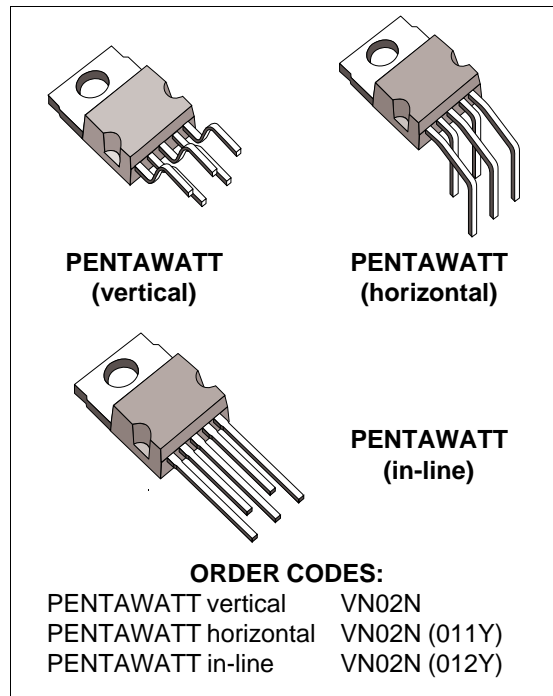 PENTAWATT
(vertical)
PENTAWATT
(horizontal)
PENTAWATT
(in-line)
ORDER CODES:
PENTAWATT vertical VN02N
PENTAWATT horizontal VN02N (011Y)
PENTAWATT in-line VN02N (012Y)